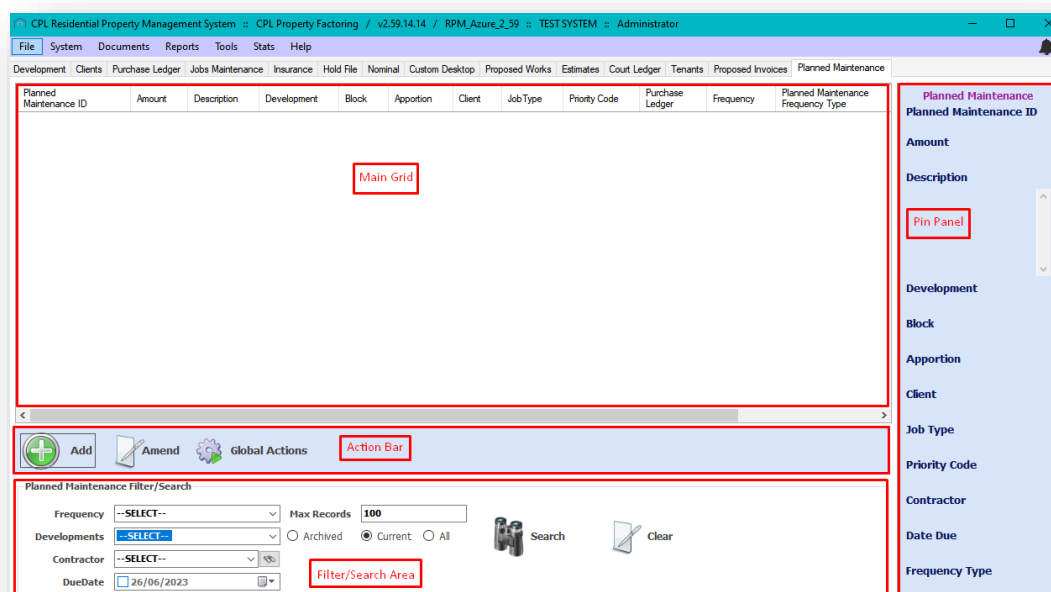 CPL Residential Property Management System :: CPL Property Factoring / v2.59.14.14 / RPM_Azure_2_59 :: TEST SYSTEM :: Administrator
File System Documents Reports Tools Stats Help
Development Clients Purchase Ledger Jobs Maintenance Insurance Hold File Nominal Custom Desktop Proposed Works Estimates Court Ledger Tenants Proposed Invoices Planned Maintenance
Planned Maintenance ID Amount Description Development Block Apportion Client Job Type Priority Code Purchase Ledger Frequency Planned Maintenance Frequency Type
Main Grid
Add Amend Global Actions Action Bar
Planned Maintenance Filter/Search
Frequency --SELECT-- Max Records 100
Developments --SELECT-- Archived Current All Search Clear
Contractor --SELECT--
DueDate 26/06/2023
Filter/Search Area
Planned Maintenance
Planned Maintenance ID
Amount
Description
Pin Panel
Development
Block
Apportion
Client
Job Type
Priority Code
Contractor
Date Due
Frequency Type